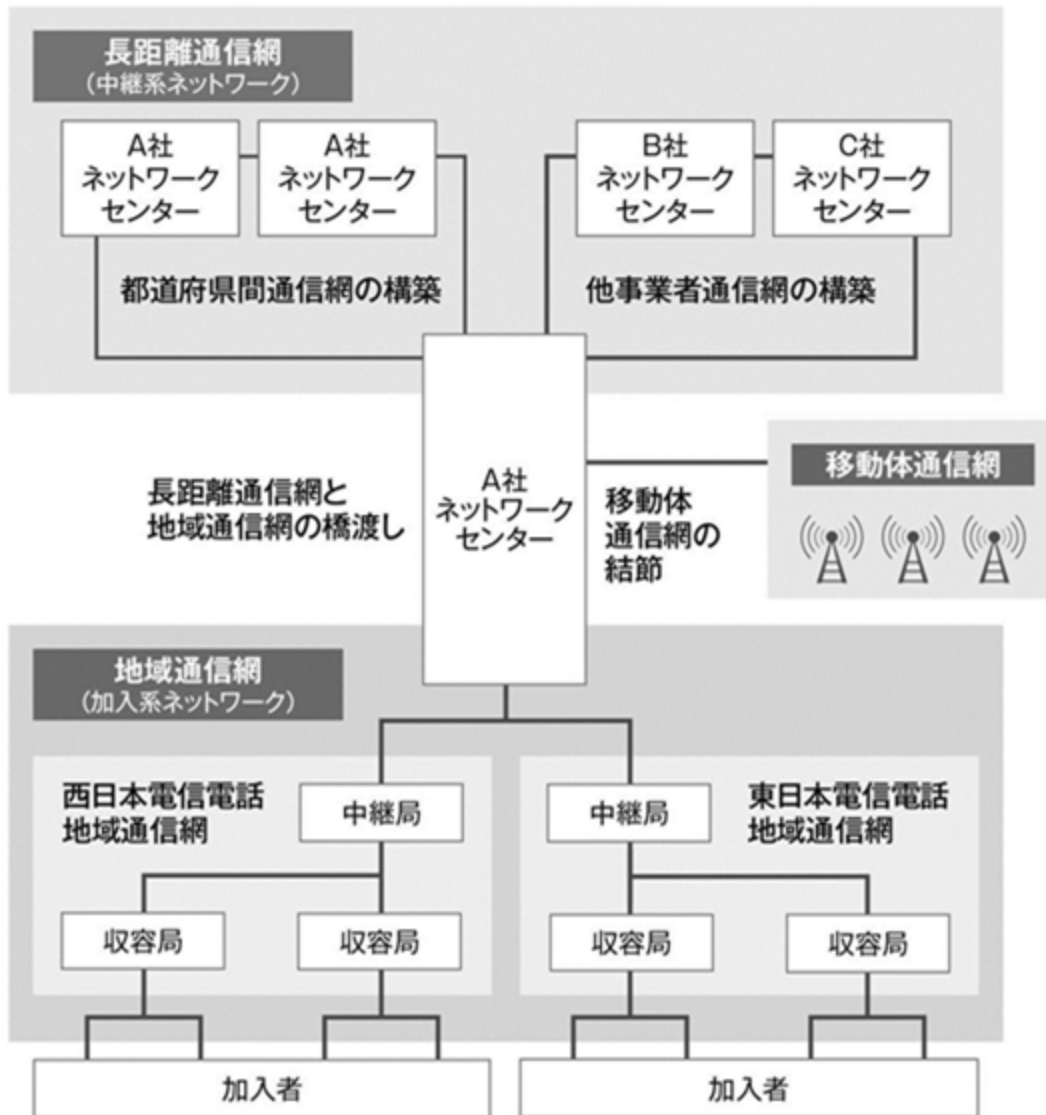 長距離通信網
(中継系ネットワーク)
A社
ネットワーク
センター
A社
ネットワーク
センター
B社
ネットワーク
センター
C社
ネットワーク
センター
都道府県間通信網の構築
他事業者通信網の構築
長距離通信網と
地域通信網の橋渡し
A社
ネットワーク
センター
移動体
通信網の
結節
移動体通信網
地域通信網
(加入系ネットワーク)
西日本電信電話
地域通信網
中継局
収容局
収容局
中継局
東日本電信電話
地域通信網
収容局
収容局
加入者
加入者